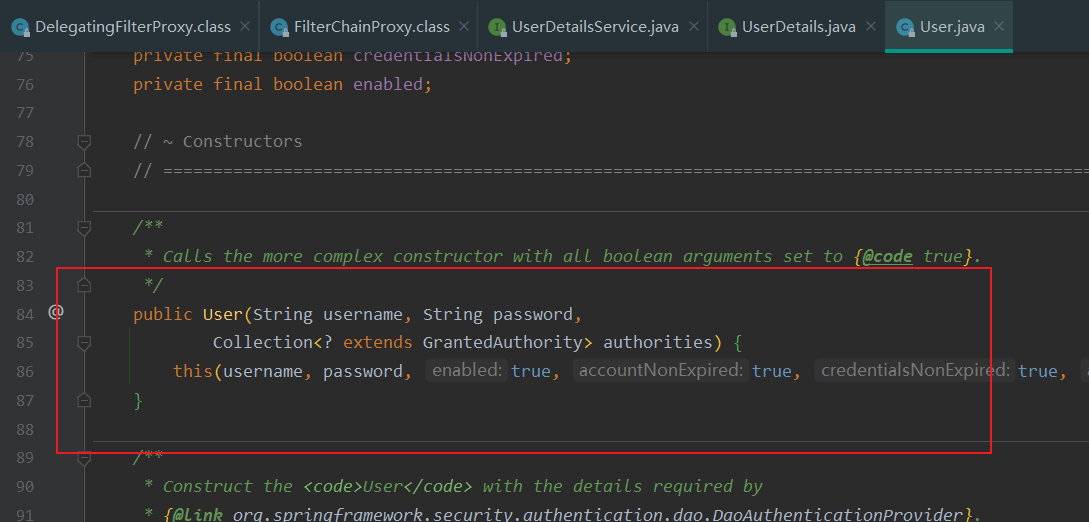 DelegatingFilterProxy.class FilterChainProxy.class UserDetailsService.java UserDetails.java User.java
75 private final boolean credentialsNonExpired;
76 private final boolean enabled;
77
78 // ~ Constructors
79 // ==========================================================================================
80
81 /**
82 * Calls the more complex constructor with all boolean arguments set to {@code true}.
83 */
84 public User(String username, String password,
85 Collection<? extends GrantedAuthority> authorities) {
86 this(username, password, enabled: true, accountNonExpired: true, credentialsNonExpired: true,
87 }
88
89 /**
90 * Construct the <code>User</code> with the details required by
91 * {@link org.springframework.security.authentication.dao.DaoAuthenticationProvider}.